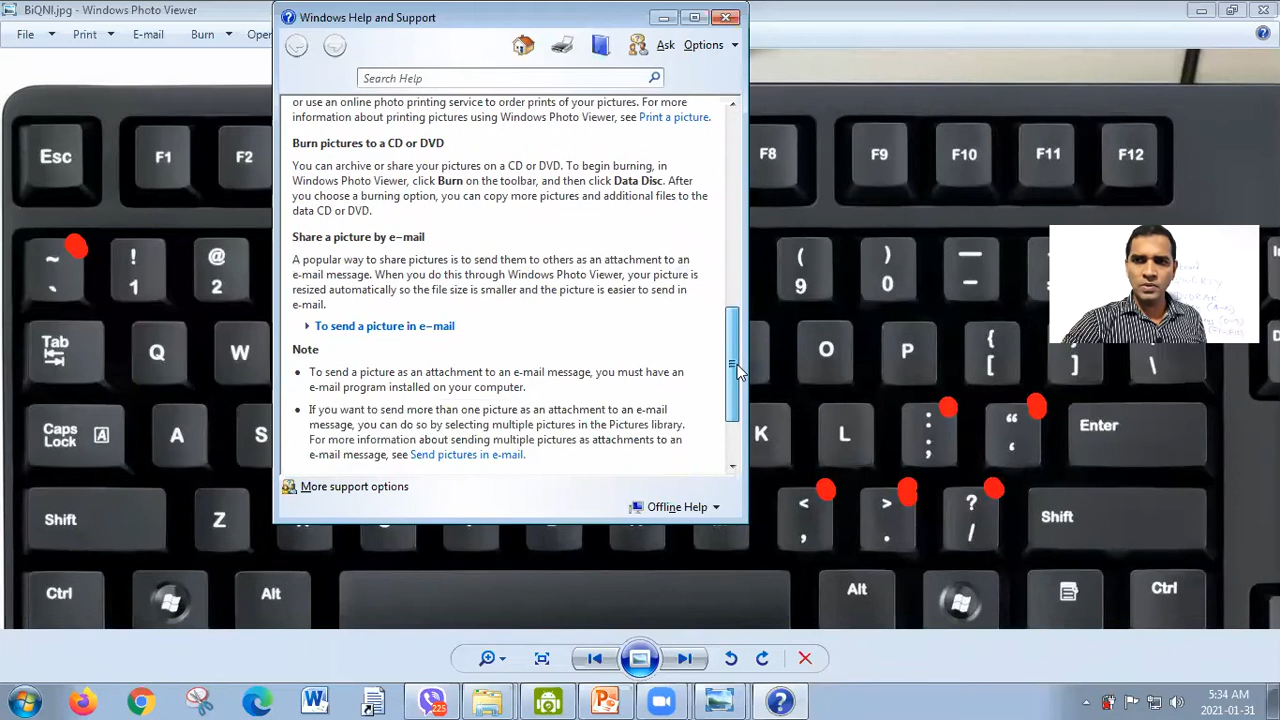 BiQNI.jpg - Windows Photo Viewer
File Print E-mail Burn Open
Windows Help and Support
Ask Options
Search Help
or use an online photo printing service to order prints of your pictures. For more
information about printing pictures using Windows Photo Viewer, see Print a picture.
Burn pictures to a CD or DVD
You can archive or share your pictures on a CD or DVD. To begin burning, in
Windows Photo Viewer, click Burn on the toolbar, and then click Data Disc. After
you choose a burning option, you can copy more pictures and additional files to the
data CD or DVD.
Share a picture by e-mail
A popular way to share pictures is to send them to others as an attachment to an
e-mail message. When you do this through Windows Photo Viewer, your picture is
resized automatically so the file size is smaller and the picture is easier to send in
e-mail.
To send a picture in e-mail
Note
• To send a picture as an attachment to an e-mail message, you must have an
e-mail program installed on your computer.
• If you want to send more than one picture as an attachment to an e-mail
message, you can do so by selecting multiple pictures in the Pictures library.
For more information about sending multiple pictures as attachments to an
e-mail message, see Send pictures in e-mail.
More support options
Offline Help
Esc F1 F2 F8 F9 F10 F11 F12
~ ! @ ( ) — +
` 1 2 9 0 –
Tab Q W O P { [ } ] | \
Caps Lock A A S K L : ; “ ‘ Enter
Shift Z < , > . ? / Shift
Ctrl Alt Alt Ctrl
225
5:34 AM
2021-01-31